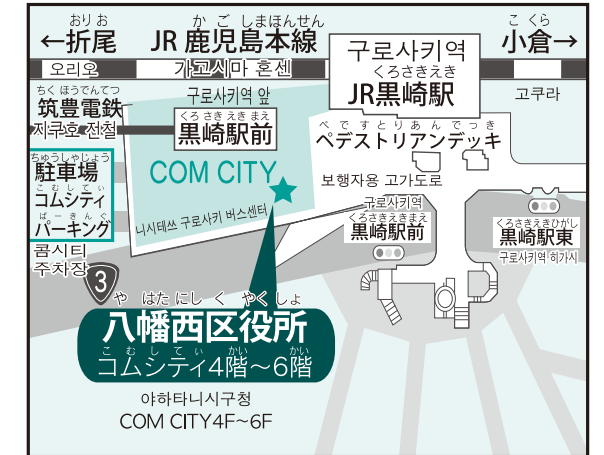 おりお
←折尾
オリオ
오리오
かごしまほんせん
JR 鹿児島本線
가고시마 혼센
こくら
小倉→
고쿠라
구로사키역
くろさきえき
JR黒崎駅
ちくほうでんてつ
筑豊電鉄
지쿠호 전철
구로사키역 앞
くろさきえきまえ
黒崎駅前
ぺですとりあんでっき
ペデストリアンデッキ
보행자용 고가도로
ちゅうしゃじょう
駐車場
こむしてぃ
コムシティ
ぱーきんぐ
パーキング
콤시티
주차장
COM CITY
니시테쓰 구로사키 버스센터
구로사키역
くろさきえきまえ
黒崎駅前
くろさきえきひがし
黒崎駅東
구로사키역 히가시
3
やはたにしくやくしょ
八幡西区役所
こむしてぃ かい かい
コムシティ4階～6階
야하타니시구청
COM CITY4F~6F